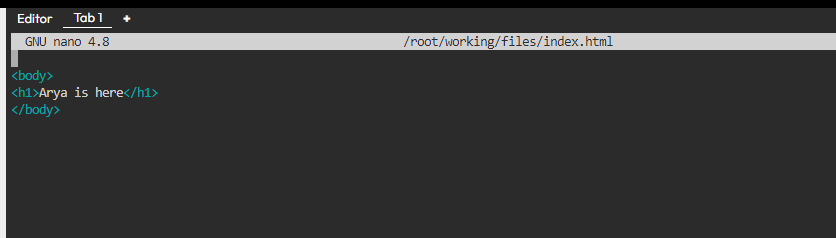 Editor Tab 1 +
GNU nano 4.8 /root/working/files/index.html
<body>
<h1>Arya is here</h1>
</body>